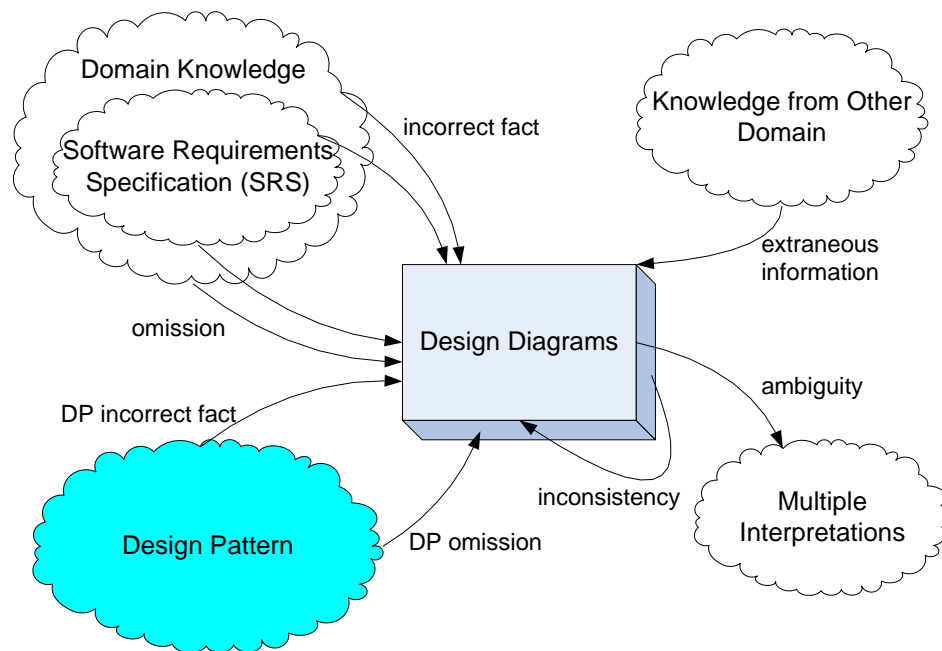 Domain Knowledge
Software Requirements
Specification (SRS)
incorrect fact
Knowledge from Other
Domain
extraneous
information
omission
Design Diagrams
ambiguity
DP incorrect fact
inconsistency
Multiple
Interpretations
Design Pattern
DP omission